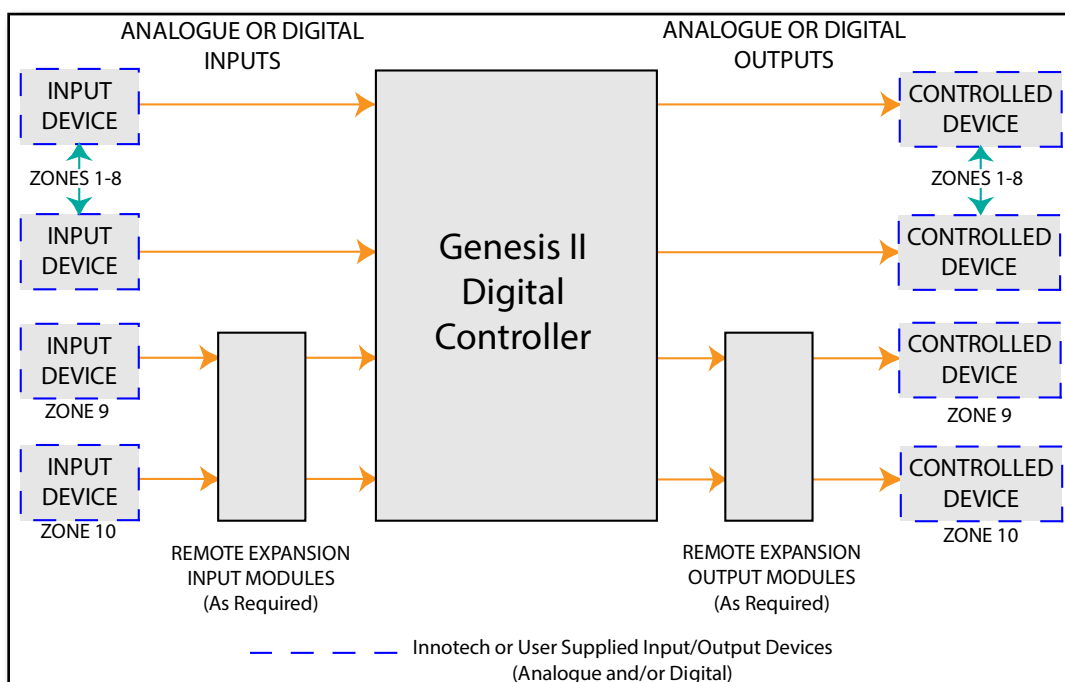 ANALOGUE OR DIGITAL
INPUTS
ANALOGUE OR DIGITAL
OUTPUTS
INPUT
DEVICE
ZONES 1-8
INPUT
DEVICE
INPUT
DEVICE
ZONE 9
INPUT
DEVICE
ZONE 10
REMOTE EXPANSION
INPUT MODULES
(As Required)
Genesis II
Digital
Controller
REMOTE EXPANSION
OUTPUT MODULES
(As Required)
CONTROLLED
DEVICE
ZONES 1-8
CONTROLLED
DEVICE
CONTROLLED
DEVICE
ZONE 9
CONTROLLED
DEVICE
ZONE 10
Innotech or User Supplied Input/Output Devices
(Analogue and/or Digital)